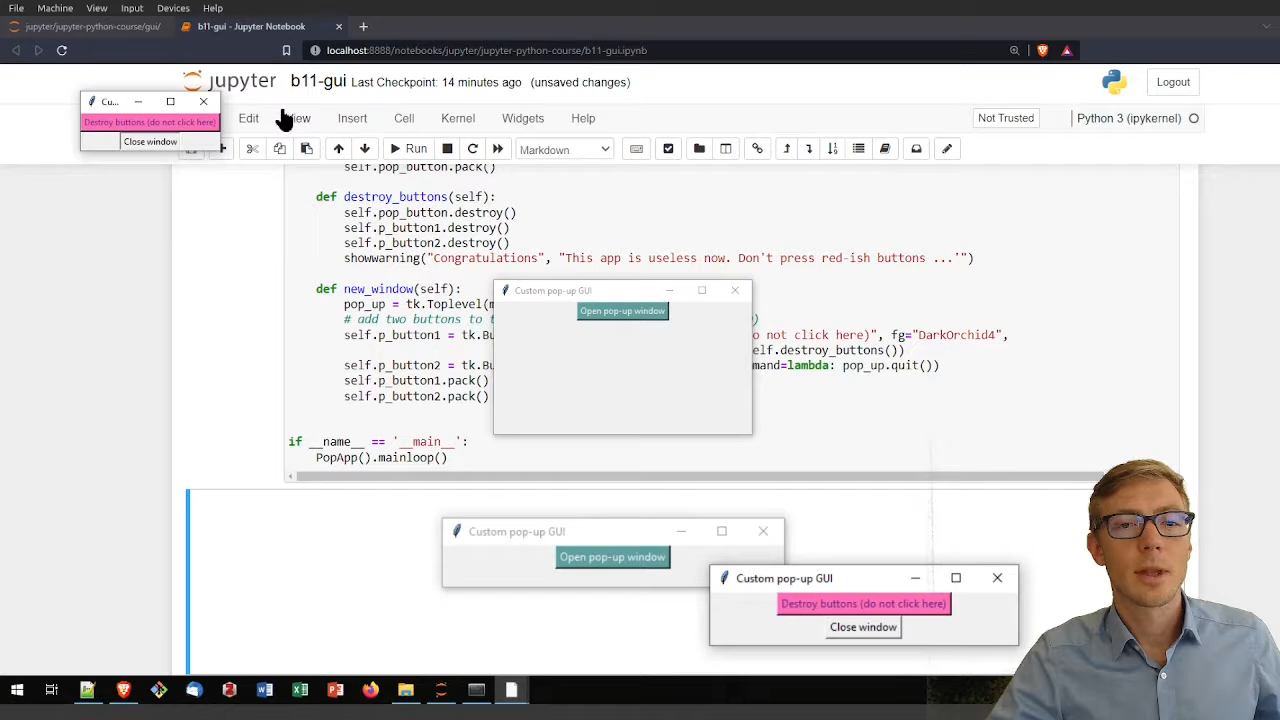 File Machine View Input Devices Help
jupyter/jupyter-python-course/gui/ b11-gui - Jupyter Notebook
localhost:8888/notebooks/jupyter/jupyter-python-course/b11-gui.ipynb
jupyter b11-gui Last Checkpoint: 14 minutes ago (unsaved changes) Logout
Cu...
Edit View Insert Cell Kernel Widgets Help Not Trusted Python 3 (ipykernel)
Destroy buttons (do not click here)
Close window
Run Markdown
self.pop_button.pack()
def destroy_buttons(self):
self.pop_button.destroy()
self.p_button1.destroy()
self.p_button2.destroy()
showwarning("Congratulations", "This app is useless now. Don't press red-ish buttons ...'")
def new_window(self):
pop_up = tk.Toplevel(
# add two buttons to )
self.p_button1 = tk.Bu o not click here)", fg="DarkOrchid4",
elf.destroy_buttons())
self.p_button2 = tk.Bu mand=lambda: pop_up.quit())
self.p_button1.pack()
self.p_button2.pack()
Custom pop-up GUI
Open pop-up window
if __name__ == '__main__':
PopApp().mainloop()
Custom pop-up GUI
Open pop-up window
Custom pop-up GUI
Destroy buttons (do not click here)
Close window